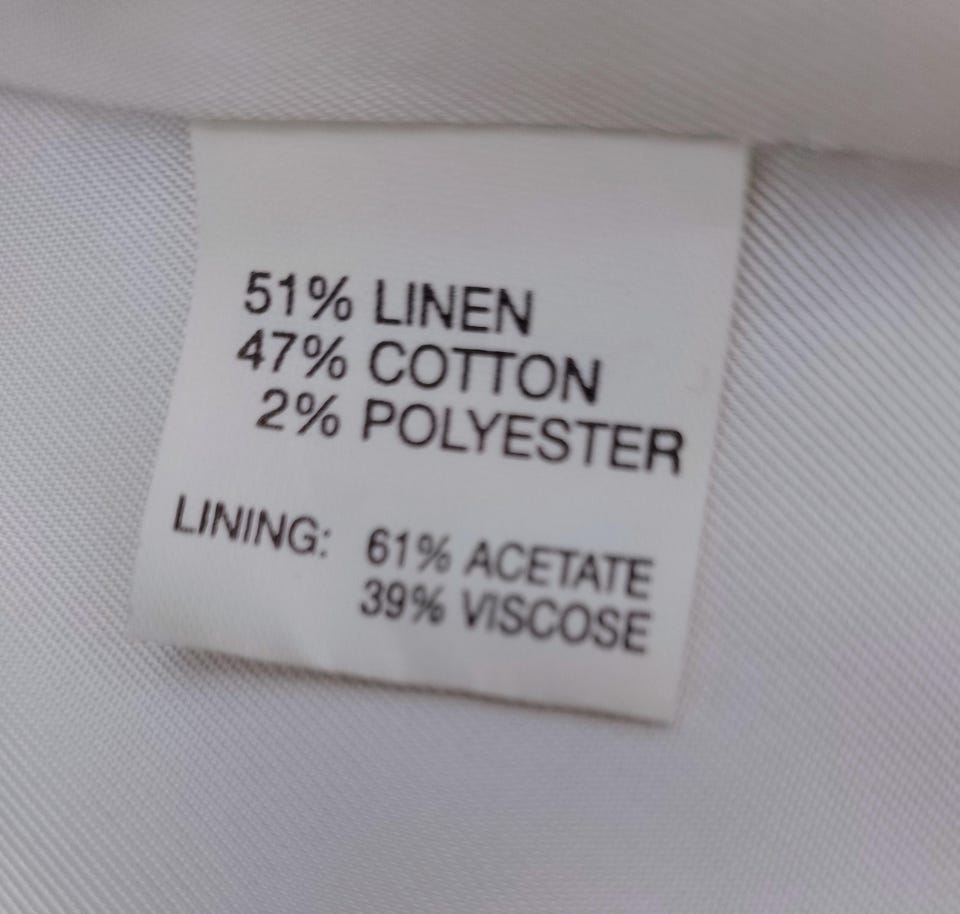 51% LINEN
47% COTTON
2% POLYESTER
LINING: 61% ACETATE
39% VISCOSE